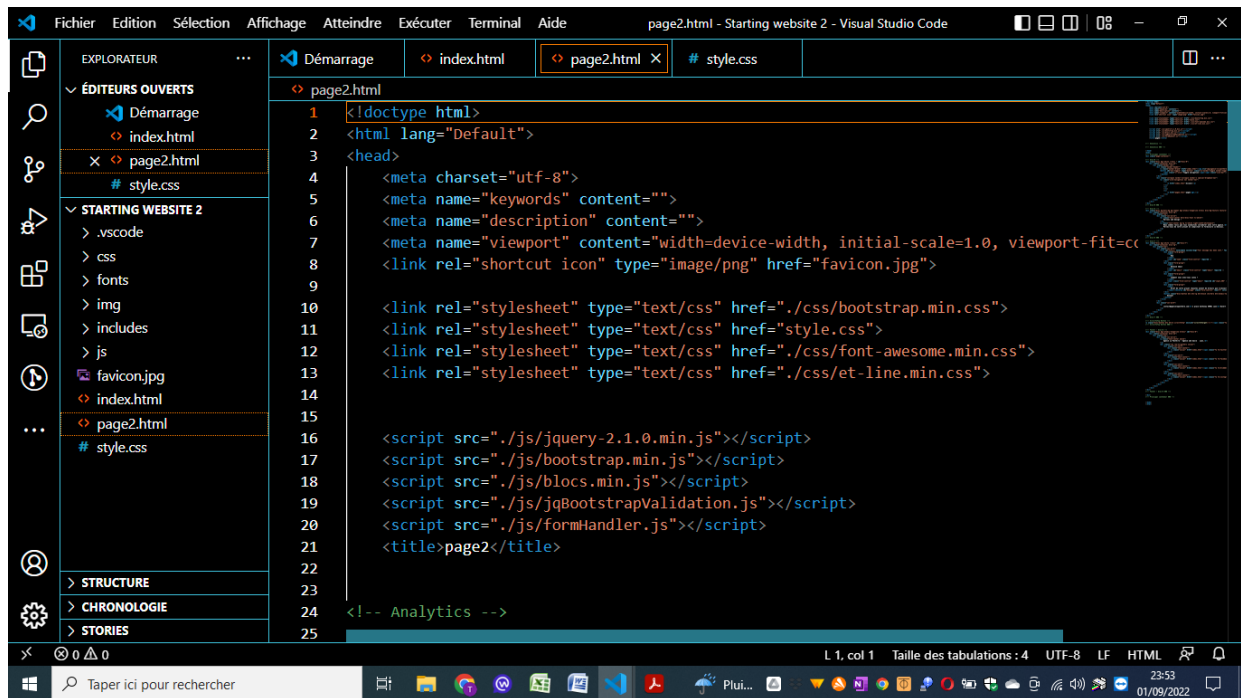 Fichier Edition Sélection Affichage Atteindre Exécuter Terminal Aide page2.html - Starting website 2 - Visual Studio Code
EXPLORATEUR
Démarrage index.html page2.html style.css
ÉDITEURS OUVERTS
Démarrage
index.html
page2.html
style.css
STARTING WEBSITE 2
.vscode
css
fonts
img
includes
js
favicon.jpg
index.html
page2.html
style.css
STRUCTURE
CHRONOLOGIE
STORIES
page2.html
1 <!doctype html>
2 <html lang="Default">
3 <head>
4 <meta charset="utf-8">
5 <meta name="keywords" content="">
6 <meta name="description" content="">
7 <meta name="viewport" content="width=device-width, initial-scale=1.0, viewport-fit=co
8 <link rel="shortcut icon" type="image/png" href="favicon.jpg">
9
10 <link rel="stylesheet" type="text/css" href="./css/bootstrap.min.css">
11 <link rel="stylesheet" type="text/css" href="style.css">
12 <link rel="stylesheet" type="text/css" href="./css/font-awesome.min.css">
13 <link rel="stylesheet" type="text/css" href="./css/et-line.min.css">
14
15
16 <script src="./js/jquery-2.1.0.min.js"></script>
17 <script src="./js/bootstrap.min.js"></script>
18 <script src="./js/blocs.min.js"></script>
19 <script src="./js/jqBootstrapValidation.js"></script>
20 <script src="./js/formHandler.js"></script>
21 <title>page2</title>
22
23
24 <!-- Analytics -->
25
0 0
L 1, col 1 Taille des tabulations : 4 UTF-8 LF HTML
Taper ici pour rechercher
Plui...
23:53
01/09/2022